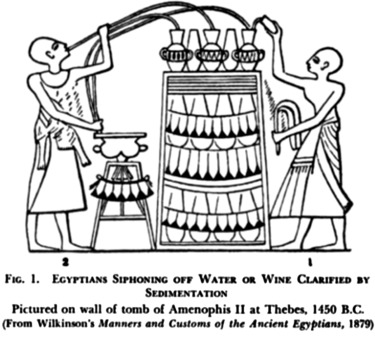 2 1
FIG. 1. EGYPTIANS SIPHONING OFF WATER OR WINE CLARIFIED BY
SEDIMENTATION
Pictured on wall of tomb of Amenophis II at Thebes, 1450 B.C.
(From Wilkinson's Manners and Customs of the Ancient Egyptians, 1879)